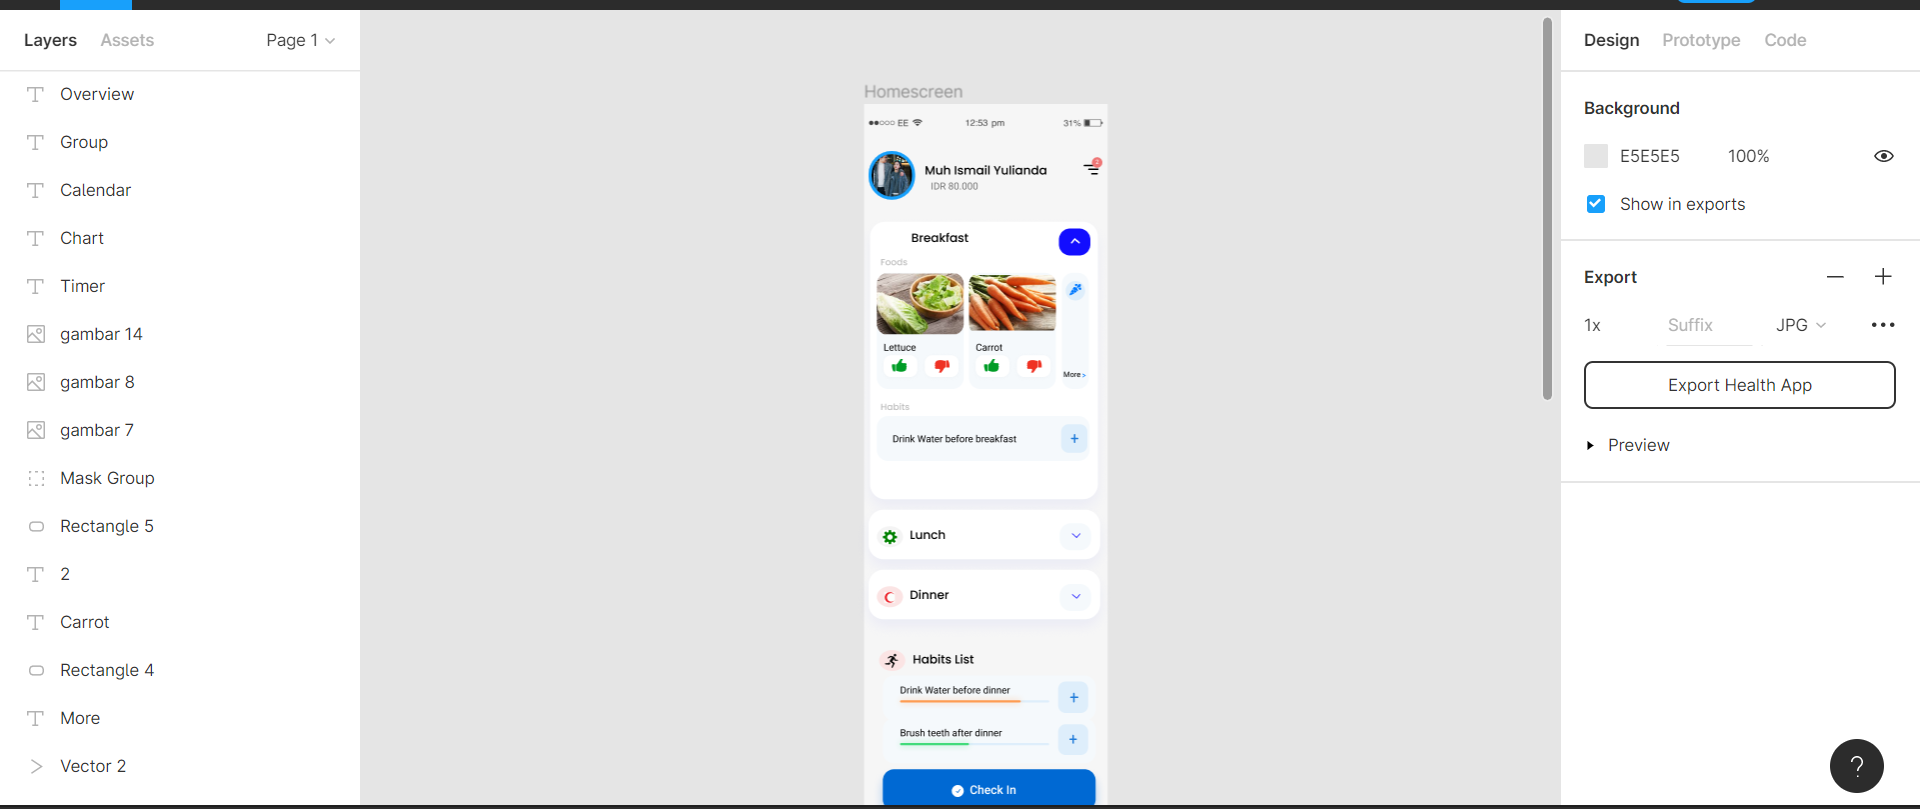 Layers Assets Page 1
Overview
Group
Calendar
Chart
Timer
gambar 14
gambar 8
gambar 7
Mask Group
Rectangle 5
2
Carrot
Rectangle 4
More
Vector 2
Homescreen
EE 12:53 pm 31%
Muh Ismail Yulianda
IDR 80.000
2
Breakfast
Foods
Lettuce Carrot
More >
Habits
Drink Water before breakfast
+
Lunch
Dinner
Habits List
Drink Water before dinner
+
Brush teeth after dinner
+
Check In
Design Prototype Code
Background
E5E5E5 100%
Show in exports
Export
1x Suffix JPG
Export Health App
Preview
?